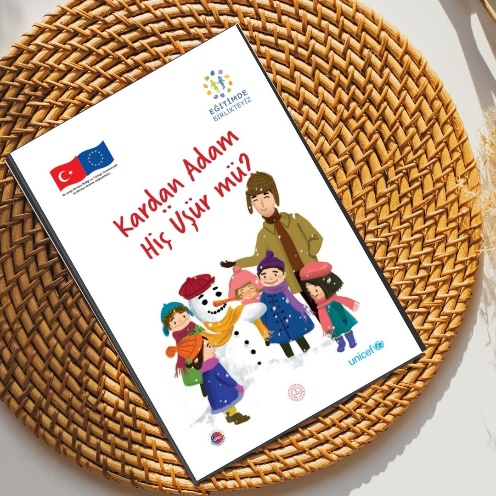 EĞİTİMDE
BİRLİKTEYİZ
Kardan Adam
Hiç Üşür mü?
unicef